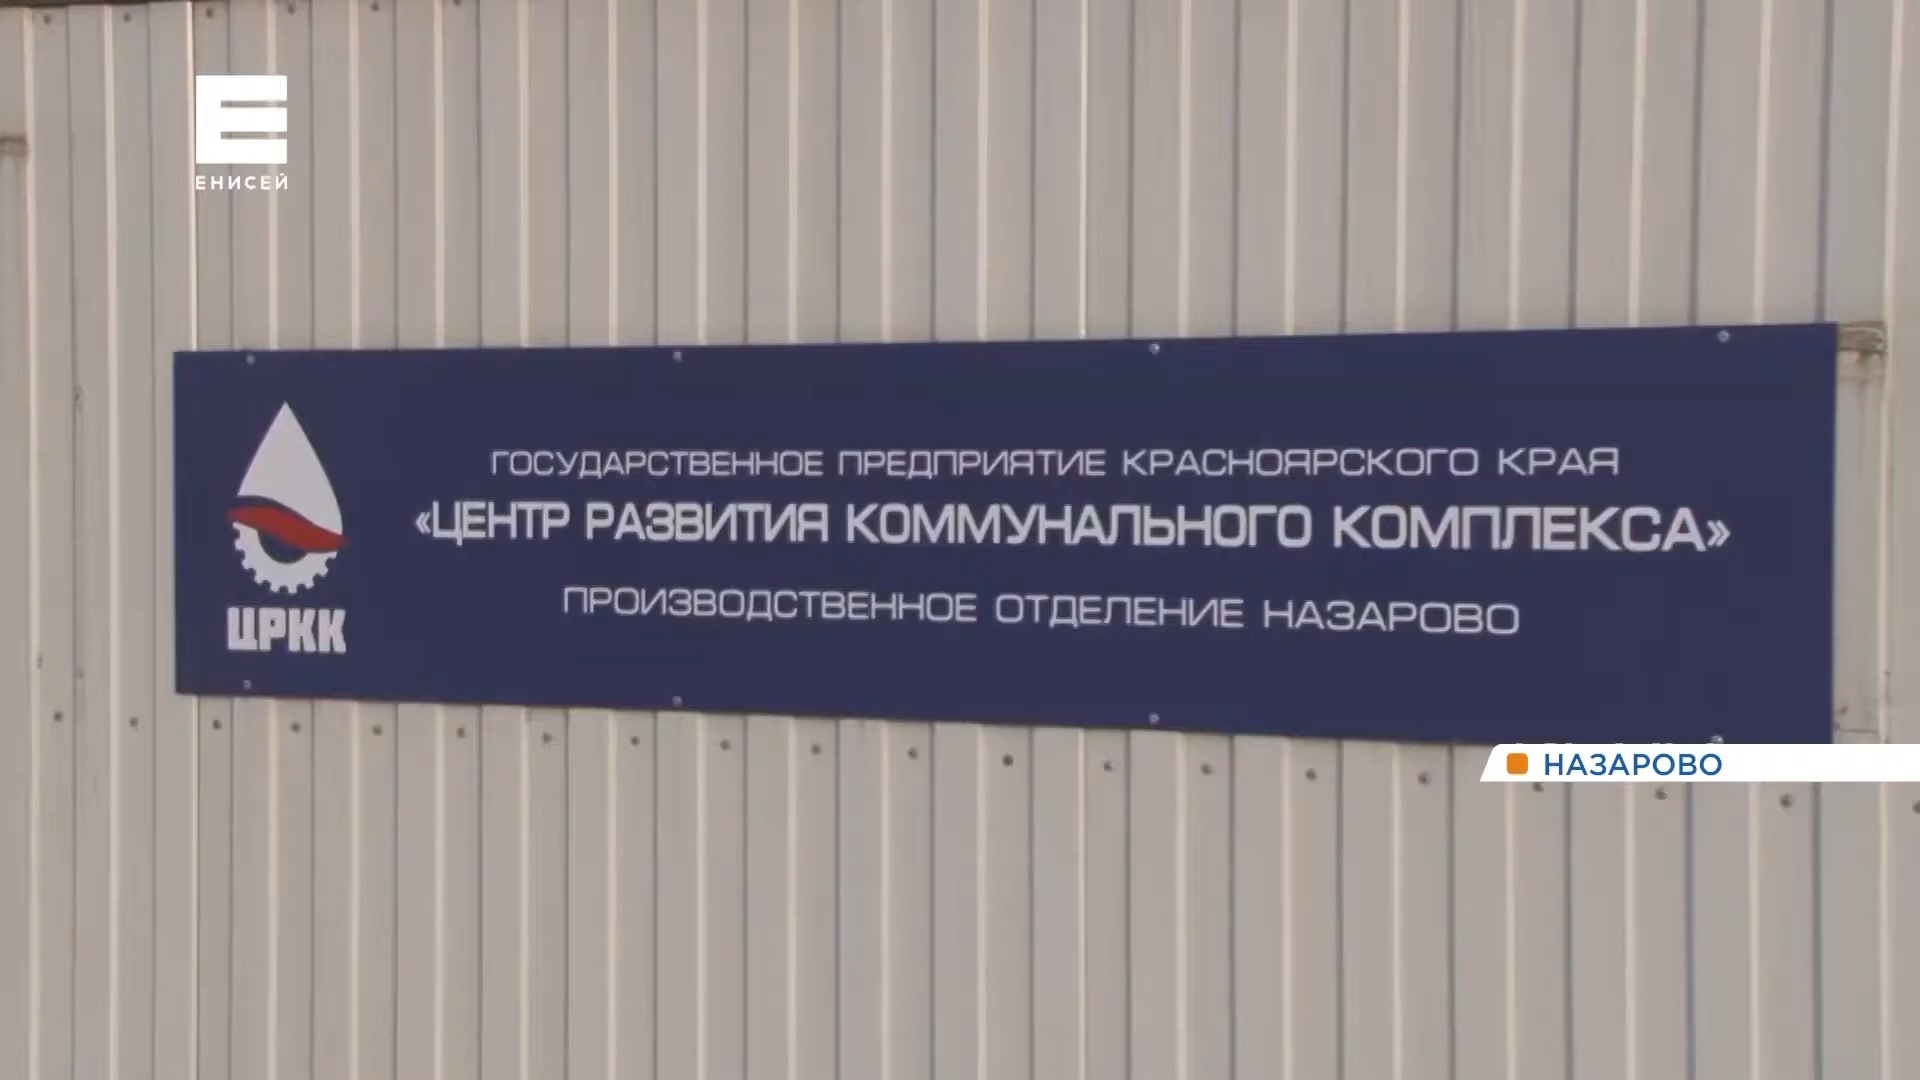 ЕНИСЕЙ
ГОСУДАРСТВЕННОЕ ПРЕДПРИЯТИЕ КРАСНОЯРСКОГО КРАЯ
«ЦЕНТР РАЗВИТИЯ КОММУНАЛЬНОГО КОМПЛЕКСА»
ПРОИЗВОДСТВЕННОЕ ОТДЕЛЕНИЕ НАЗАРОВО
ЦРКК
НАЗАРОВО